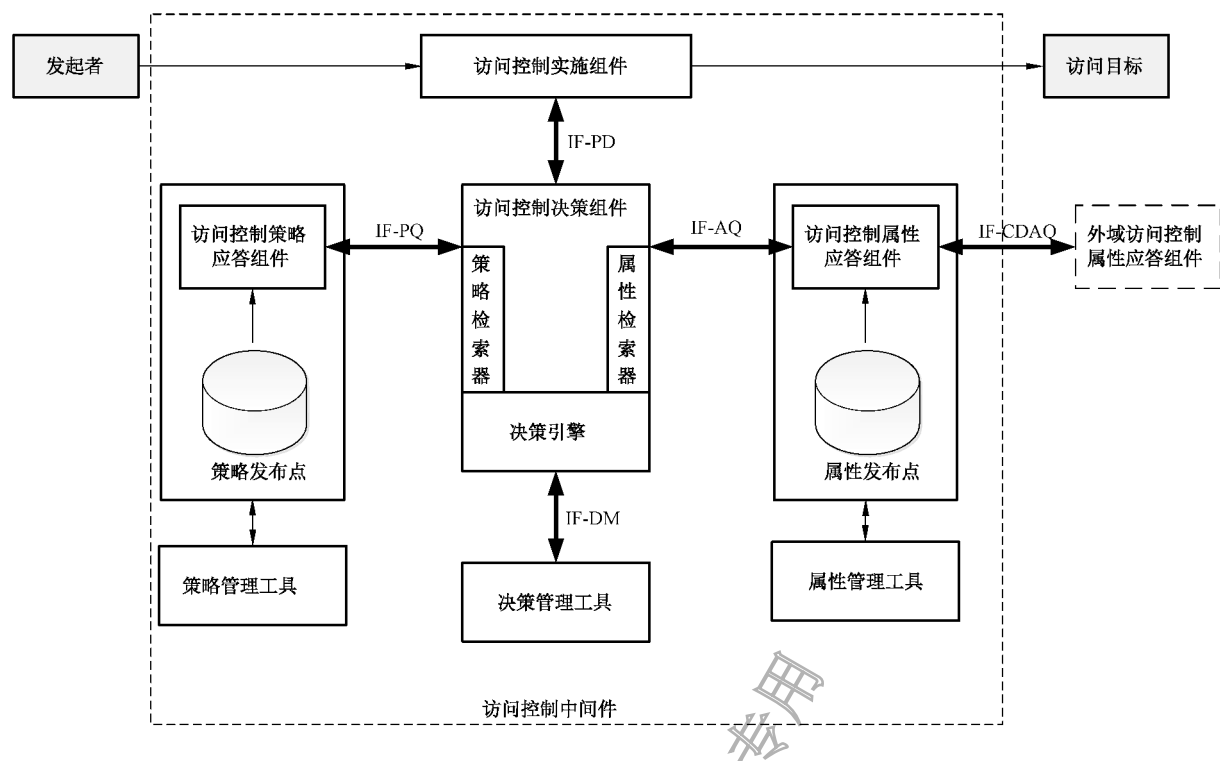 发起者
访问控制实施组件
访问目标
IF-PD
访问控制策略
应答组件
IF-PQ
访问控制决策组件
策略检索器
属性检索器
决策引擎
IF-AQ
访问控制属性
应答组件
IF-CDAQ
外域访问控制
属性应答组件
策略发布点
属性发布点
IF-DM
策略管理工具
决策管理工具
属性管理工具
访问控制中间件
专用